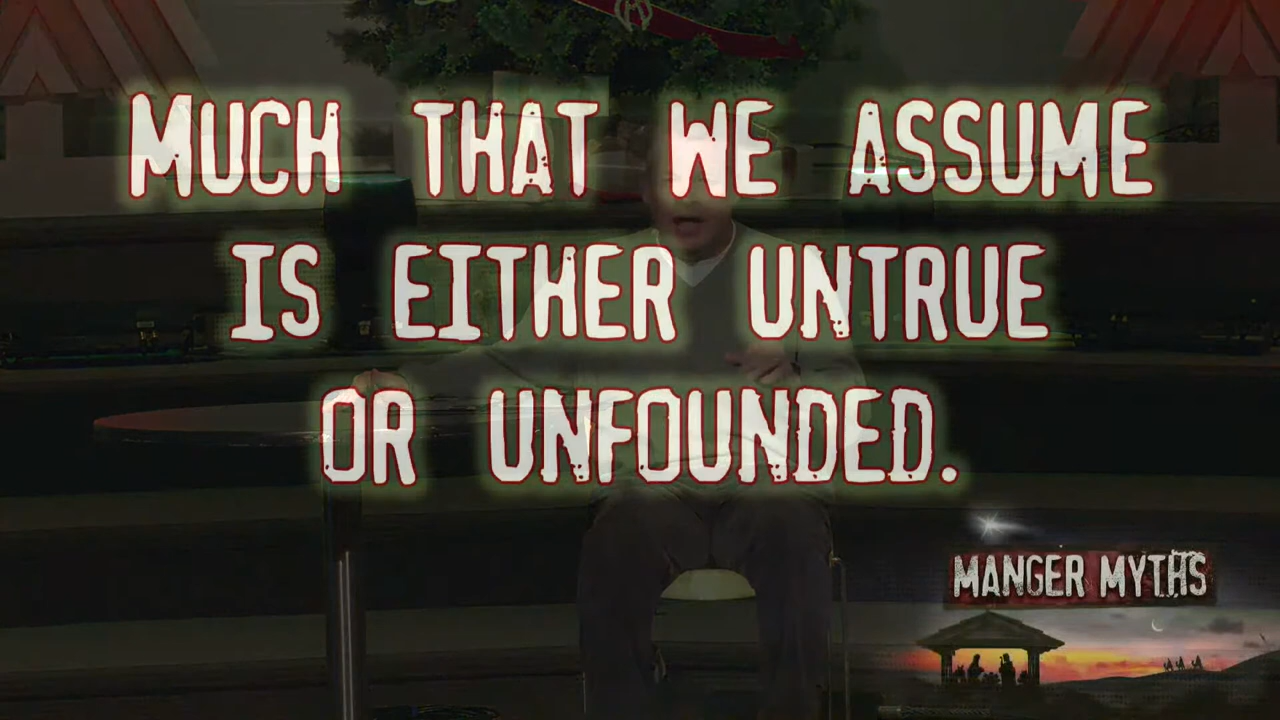 Much that we assume
is either untrue
or unfounded.
MANGER MYTHS